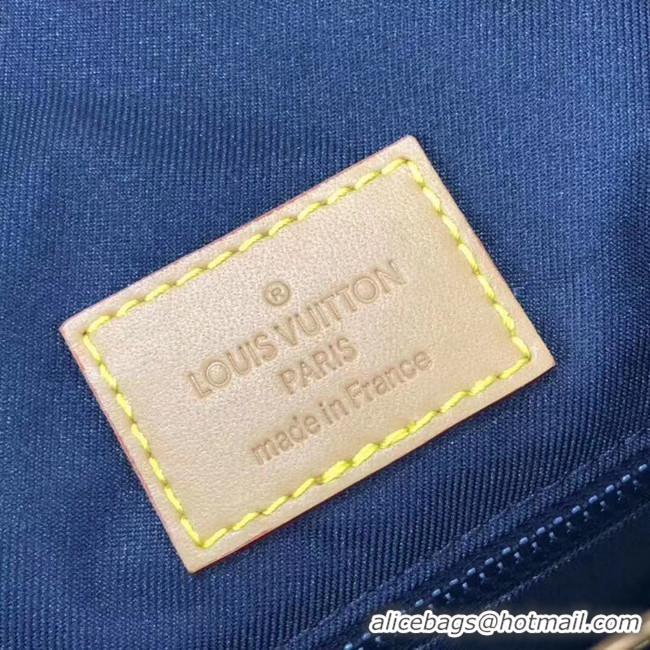 ®
LOUIS VUITTON
PARIS
made in France
alicebags@hotmail.com